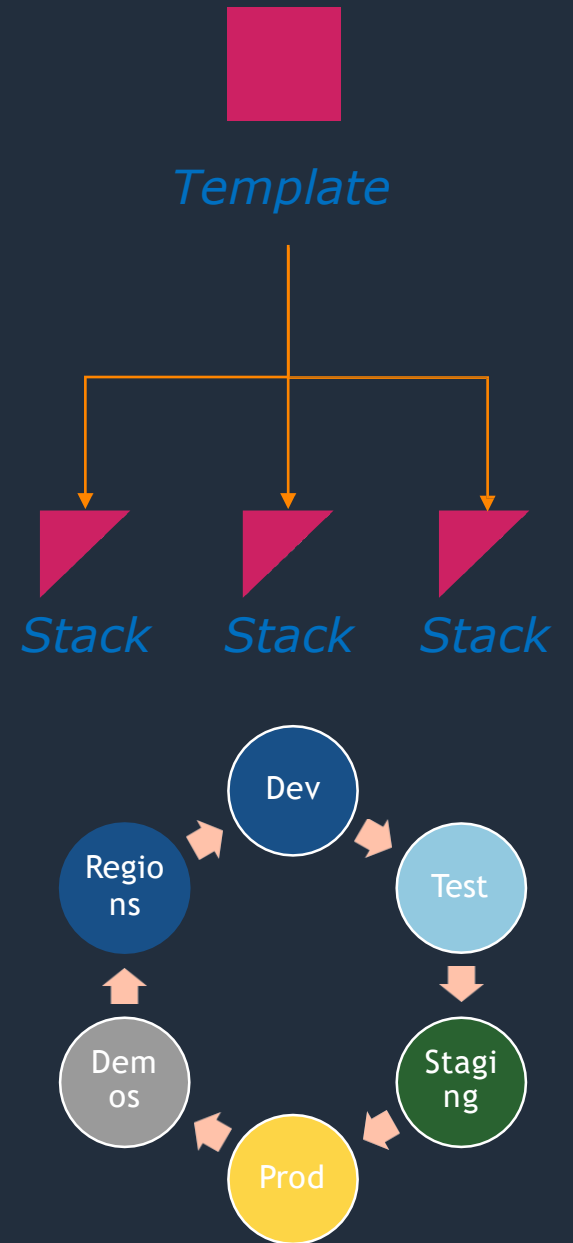 Template
Stack Stack Stack
Dev
Regio
ns
Test
Dem
os
Stagi
ng
Prod